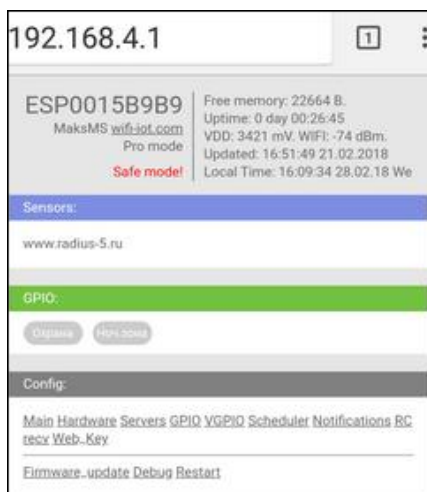 192.168.4.1
1
ESP0015B9B9
MaksMS wifi-iot.com
Pro mode
Safe mode!
Free memory: 22664 B.
Uptime: 0 day 00:26:45
VDD: 3421 mV. WIFI: -74 dBm.
Updated: 16:51:49 21.02.2018
Local Time: 16:09:34 28.02.18 We
Sensors:
www.radius-5.ru
GPIO:
Охрана Ноч.зона
Config:
Main Hardware Servers GPIO VGPIO Scheduler Notifications RC
recv Web_Key
Firmware_update Debug Restart